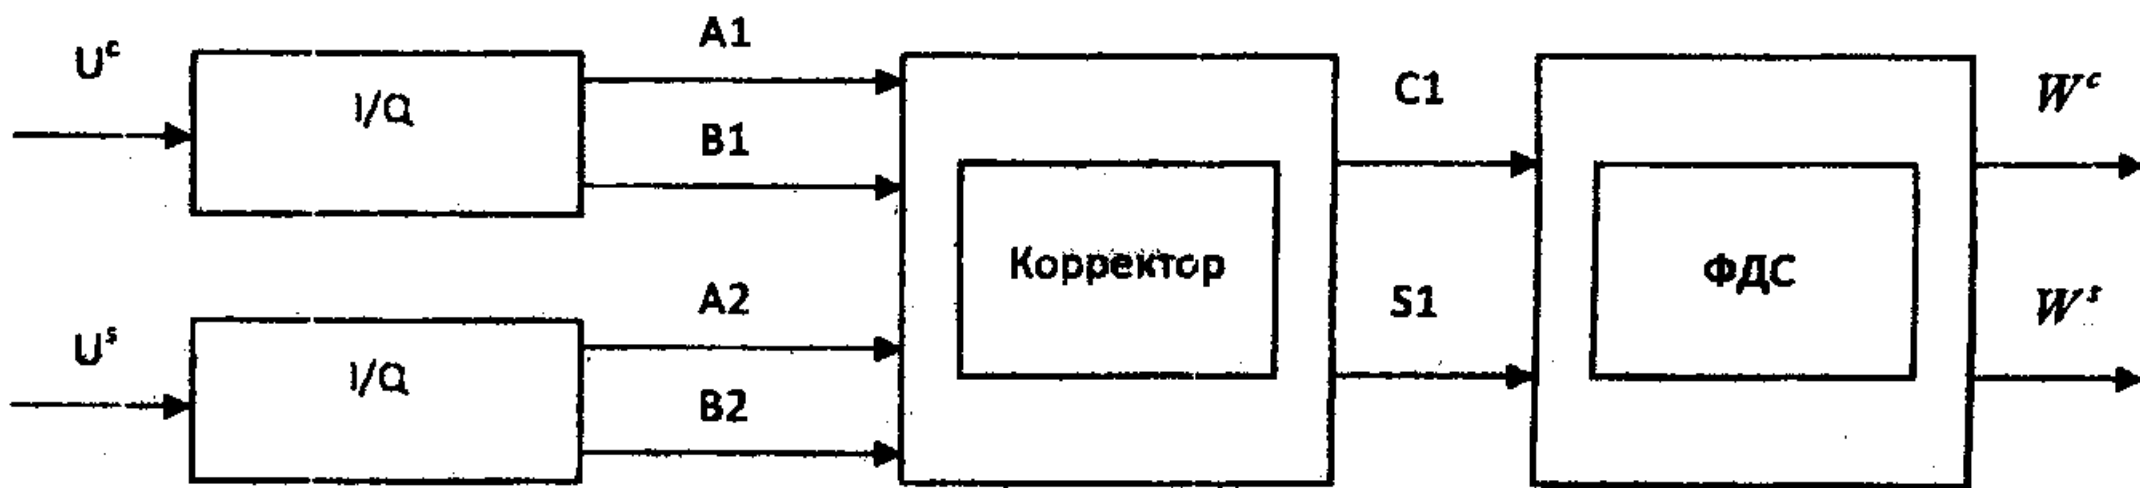 U^c
I/Q
A1
B1
U^s
I/Q
A2
B2
Корректор
C1
S1
ФДС
W^c
W^s